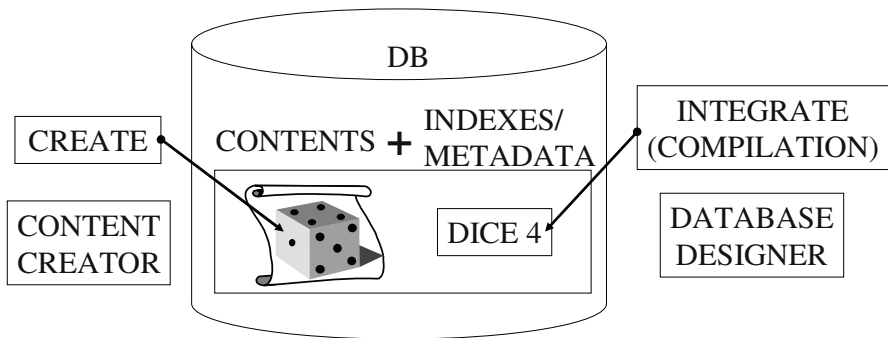 DB
CREATE
CONTENTS + INDEXES/
METADATA
INTEGRATE
(COMPILATION)
CONTENT
CREATOR
DICE 4
DATABASE
DESIGNER